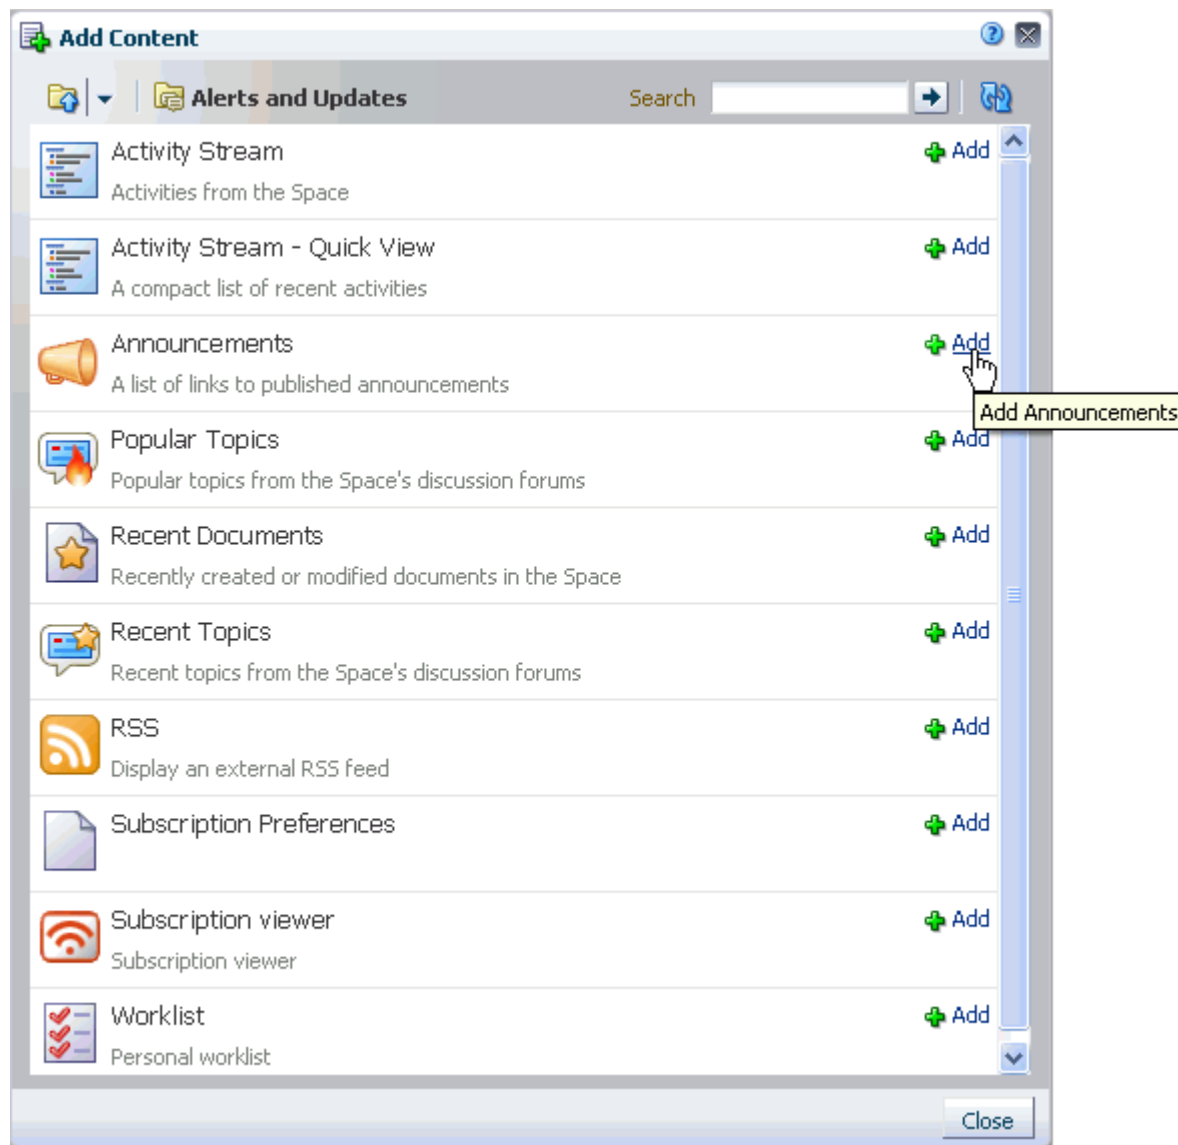 Add Content
Alerts and Updates Search
Activity Stream Add
Activities from the Space
Activity Stream - Quick View Add
A compact list of recent activities
Announcements Add
A list of links to published announcements
Add Announcements
Popular Topics Add
Popular topics from the Space's discussion forums
Recent Documents Add
Recently created or modified documents in the Space
Recent Topics Add
Recent topics from the Space's discussion forums
RSS Add
Display an external RSS feed
Subscription Preferences Add
Subscription viewer Add
Subscription viewer
Worklist Add
Personal worklist
Close